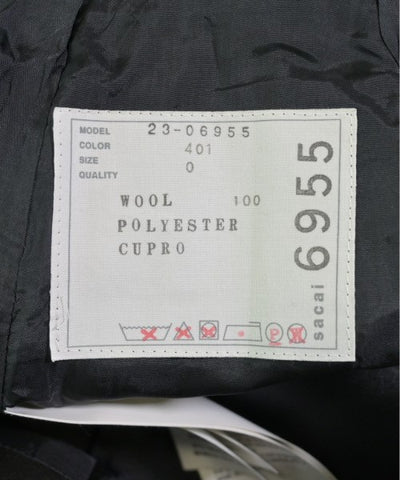 MODEL 23-06955
COLOR 401
SIZE 0
QUALITY
WOOL 100
POLYESTER
CUPRO
P
sacai 6955